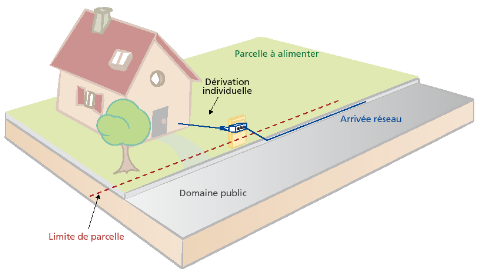 Parcelle à alimenter
Dérivation
individuelle
Arrivée réseau
Domaine public
Limite de parcelle